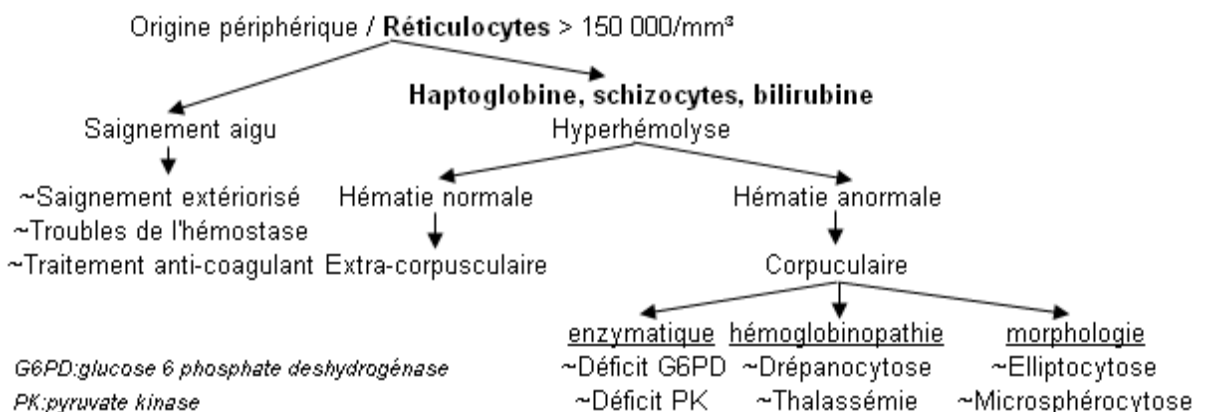 Origine périphérique / Réticulocytes > 150 000/mm³
Haptoglobine, schizocytes, bilirubine
Saignement aigu
Hyperhémolyse
~Saignement extériorisé
~Troubles de l'hémostase
~Traitement anti-coagulant
Hématie normale
Extra-corpusculaire
Hématie anormale
Corpuculaire
enzymatique
~Déficit G6PD
~Déficit PK
hémoglobinopathie
~Drépanocytose
~Thalassémie
morphologie
~Elliptocytose
~Microsphérocytose
G6PD:glucose 6 phosphate deshydrogénase
PK:pyruvate kinase